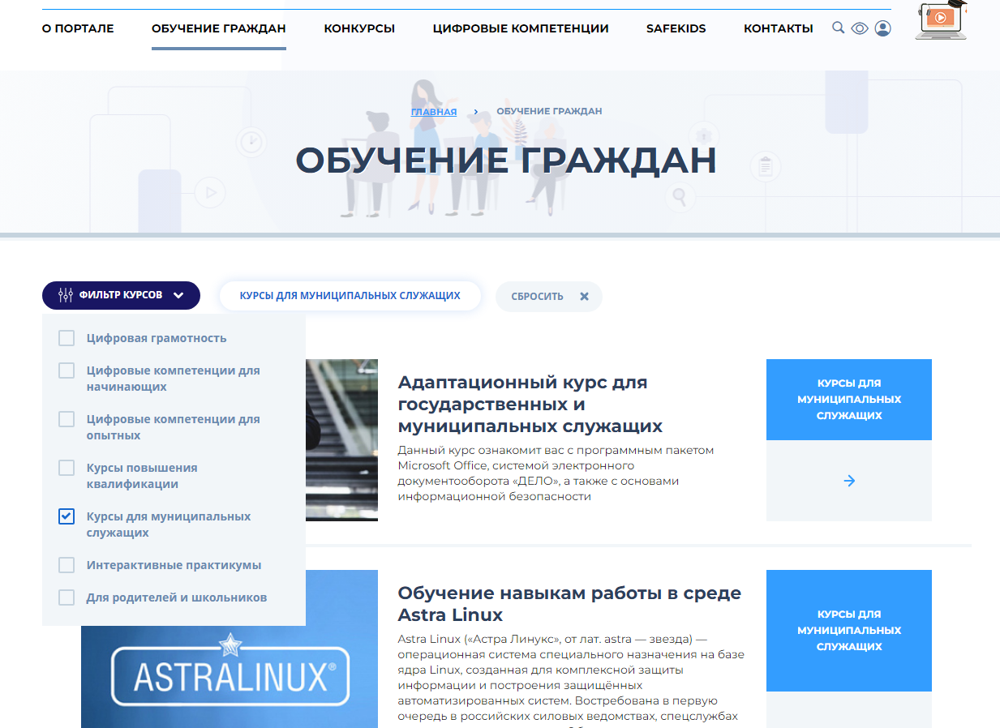 О ПОРТАЛЕ ОБУЧЕНИЕ ГРАЖДАН КОНКУРСЫ ЦИФРОВЫЕ КОМПЕТЕНЦИИ SAFEKIDS КОНТАКТЫ
ГЛАВНАЯ › ОБУЧЕНИЕ ГРАЖДАН
ОБУЧЕНИЕ ГРАЖДАН
ФИЛЬТР КУРСОВ КУРСЫ ДЛЯ МУНИЦИПАЛЬНЫХ СЛУЖАЩИХ СБРОСИТЬ
Цифровая грамотность
Цифровые компетенции для
начинающих
Цифровые компетенции для
опытных
Курсы повышения
квалификации
Курсы для муниципальных
служащих
Интерактивные практикумы
Для родителей и школьников
Адаптационный курс для
государственных и
муниципальных служащих
Данный курс ознакомит вас с программным пакетом
Microsoft Office, системой электронного
документооборота «ДЕЛО», а также с основами
информационной безопасности
КУРСЫ ДЛЯ
МУНИЦИПАЛЬНЫХ
СЛУЖАЩИХ
ASTRALINUX®
Обучение навыкам работы в среде
Astra Linux
Astra Linux («Астра Линукс», от лат. astra — звезда) —
операционная система специального назначения на базе
ядра Linux, созданная для комплексной защиты
информации и построения защищённых
автоматизированных систем. Востребована в первую
очередь в российских силовых ведомствах, спецслужбах
КУРСЫ ДЛЯ
МУНИЦИПАЛЬНЫХ
СЛУЖАЩИХ